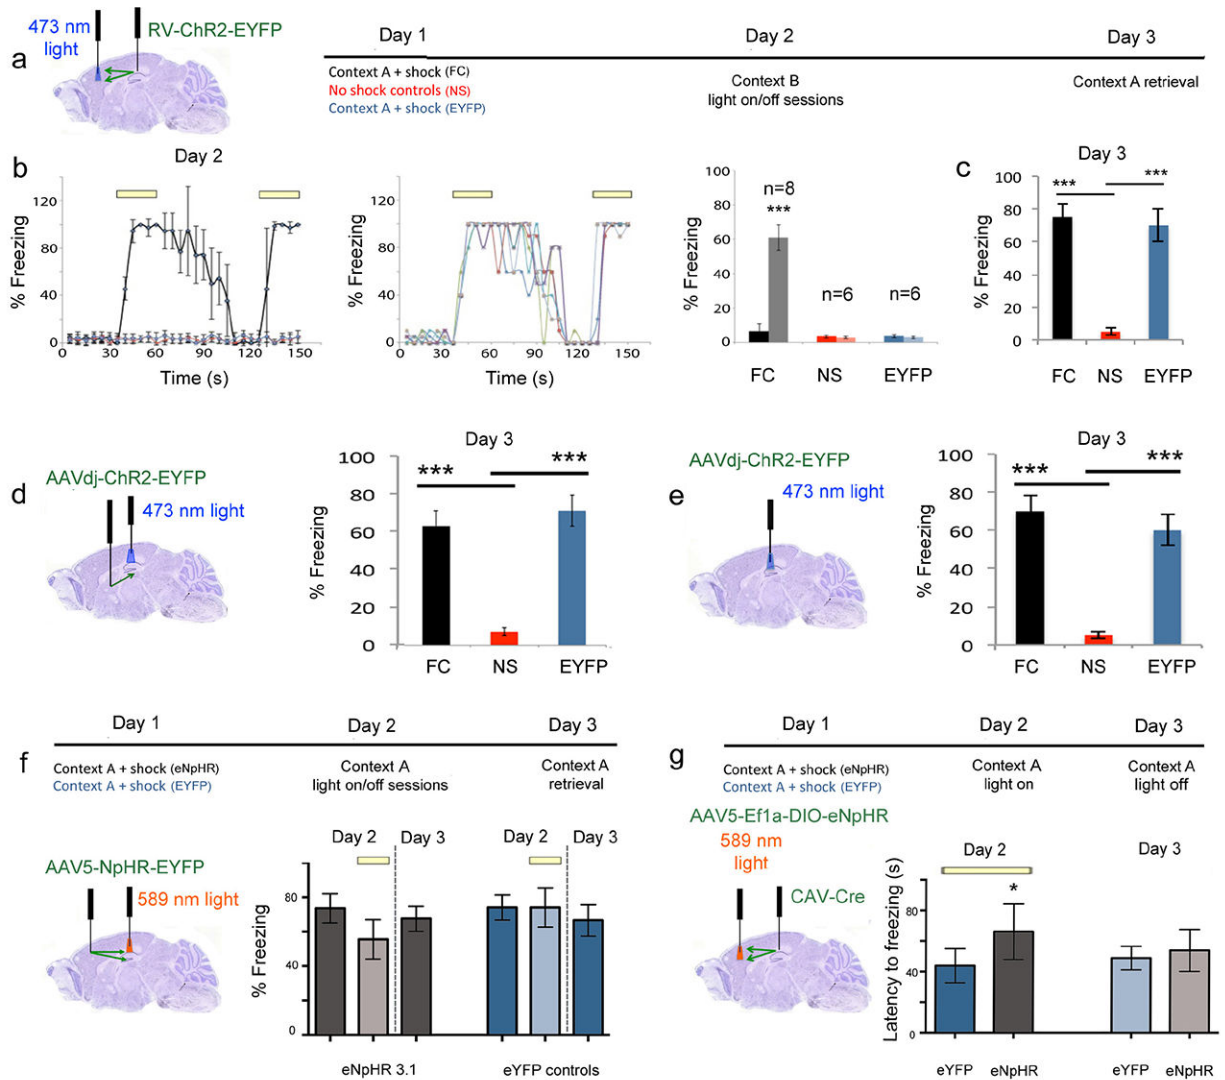 a
473 nm
light
RV-ChR2-EYFP
Day 1
Day 2
Day 3
Context A + shock (FC)
No shock controls (NS)
Context A + shock (EYFP)
Context B
light on/off sessions
Context A retrieval
b
Day 2
% Freezing
120
80
40
0
0
30
60
90
120
150
Time (s)
% Freezing
120
80
40
0
0
30
60
90
120
150
Time (s)
% Freezing
100
80
60
40
20
0
n=8
***
n=6
n=6
FC
NS
EYFP
c
Day 3
% Freezing
100
80
60
40
20
0
***
***
FC
NS
EYFP
d
AAVdj-ChR2-EYFP
473 nm light
Day 3
% Freezing
100
80
60
40
20
0
***
***
FC
NS
EYFP
e
AAVdj-ChR2-EYFP
473 nm light
Day 3
% Freezing
100
80
60
40
20
0
***
***
FC
NS
EYFP
f
Day 1
Day 2
Day 3
Context A + shock (eNpHR)
Context A + shock (EYFP)
Context A
light on/off sessions
Context A
retrieval
AAV5-NpHR-EYFP
589 nm light
Day 2
Day 3
Day 2
Day 3
% Freezing
80
40
0
eNpHR 3.1
eYFP controls
g
Day 1
Day 2
Day 3
Context A + shock (eNpHR)
Context A + shock (EYFP)
Context A
light on
Context A
light off
AAV5-Ef1a-DIO-eNpHR
589 nm
light
CAV-Cre
Day 2
Day 3
Latency to freezing (s)
80
40
0
*
eYFP
eNpHR
eYFP
eNpHR